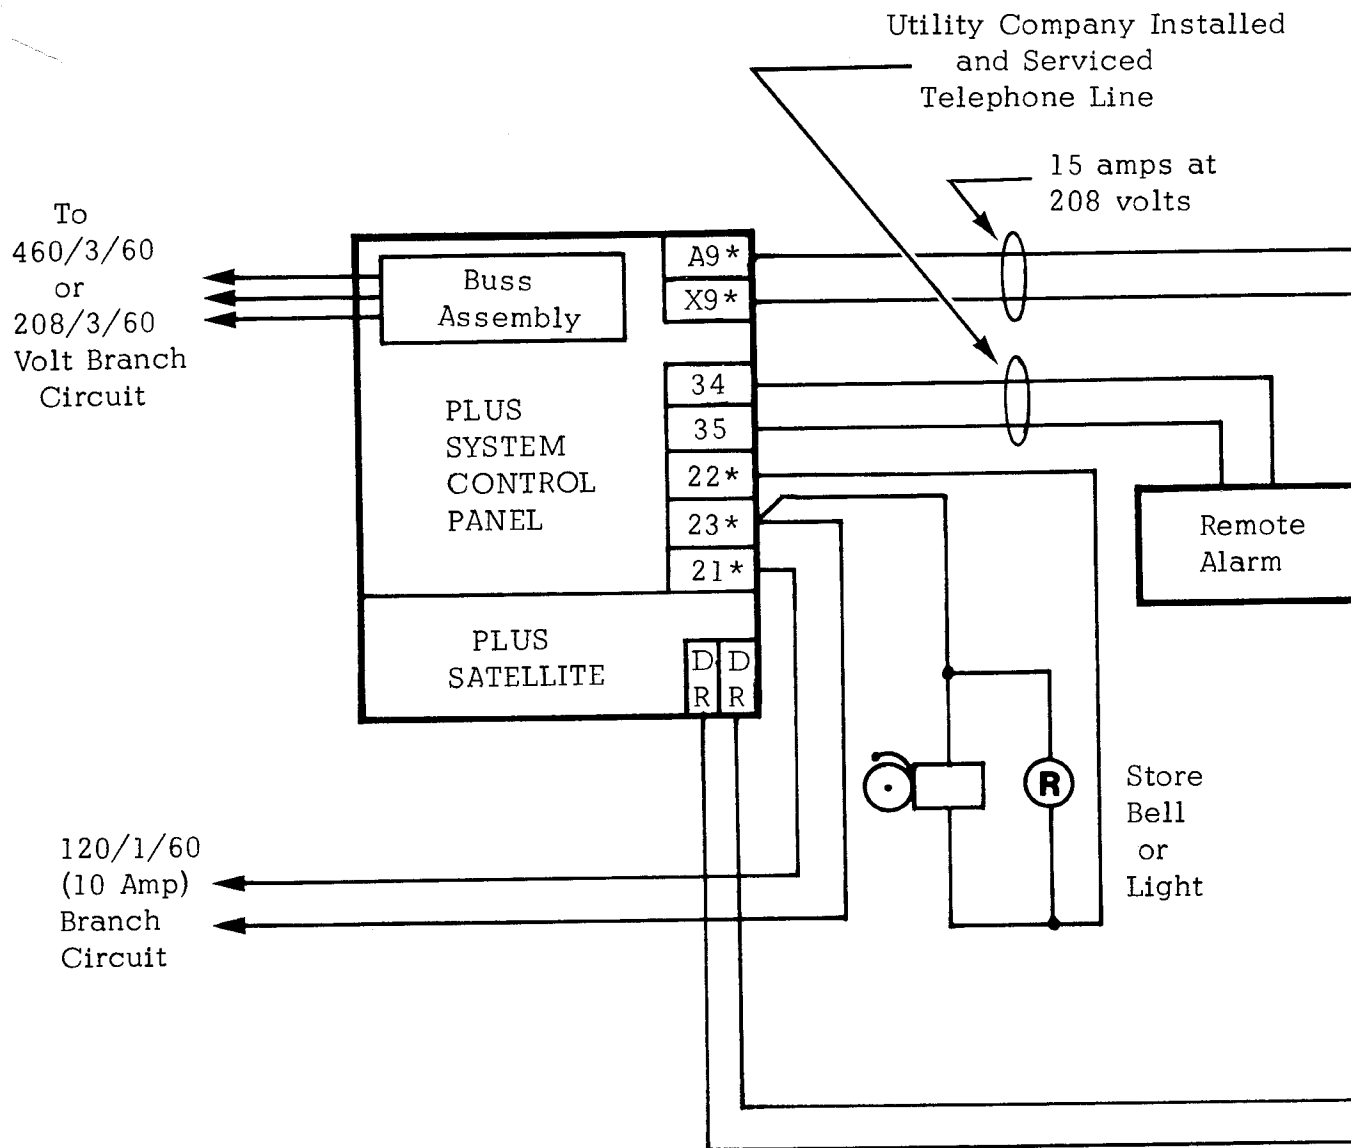 Utility Company Installed
and Serviced
Telephone Line
15 amps at
208 volts
To
460/3/60
or
208/3/60
Volt Branch
Circuit
Buss
Assembly
A9*
X9*
34
35
22*
23*
21*
PLUS
SYSTEM
CONTROL
PANEL
Remote
Alarm
PLUS
SATELLITE
D D
R R
R
Store
Bell
or
Light
120/1/60
(10 Amp)
Branch
Circuit